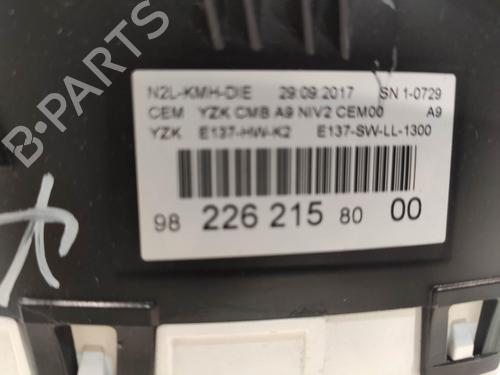 B-PARTS
N2L-KMH-DIE 29.09.2017 SN 1-0729
CEM YZK CMB A9 NIV2 CEM00 A9
YZK E137-HW-K2 E137-SW-LL-1300
98 226 215 80 00